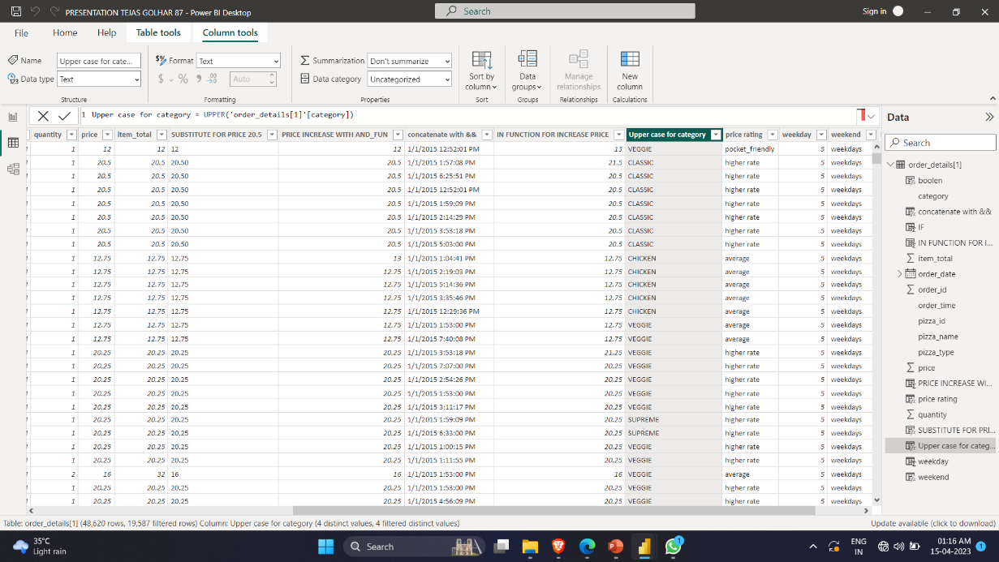 PRESENTATION TEJAS GOLHAR 87 - Power BI Desktop
Search
Sign in
File Home Help Table tools Column tools
Name Upper case for cate...
Data type Text
Structure
Format Text
$ % 9 Auto
Formatting
Summarization Don't summarize
Data category Uncategorized
Properties
Sort by column
Sort
Data groups
Groups
Manage relationships
Relationships
New column
Calculations
1 Upper case for category = UPPER('order_details[1]'[category])
quantity price item_total SUBSTITUTE FOR PRICE 20.5 PRICE INCREASE WITH AND_FUN concatenate with && IN FUNCTION FOR INCREASE PRICE Upper case for category price rating weekday weekend
1 12 12 12 12 1/1/2015 12:52:01 PM 13 VEGGIE pocket_friendly 5 weekdays
1 20.5 20.5 20.50 20.5 1/1/2015 1:57:08 PM 21.5 CLASSIC higher rate 5 weekdays
1 20.5 20.5 20.50 20.5 1/1/2015 6:25:51 PM 20.5 CLASSIC higher rate 5 weekdays
1 20.5 20.5 20.50 20.5 1/1/2015 12:52:01 PM 20.5 CLASSIC higher rate 5 weekdays
1 20.5 20.5 20.50 20.5 1/1/2015 1:59:09 PM 20.5 CLASSIC higher rate 5 weekdays
1 20.5 20.5 20.50 20.5 1/1/2015 2:14:29 PM 20.5 CLASSIC higher rate 5 weekdays
1 20.5 20.5 20.50 20.5 1/1/2015 3:53:18 PM 20.5 CLASSIC higher rate 5 weekdays
1 20.5 20.5 20.50 20.5 1/1/2015 5:03:00 PM 20.5 CLASSIC higher rate 5 weekdays
1 12.75 12.75 12.75 13 1/1/2015 1:04:41 PM 12.75 CHICKEN average 5 weekdays
1 12.75 12.75 12.75 12.75 1/1/2015 2:19:03 PM 12.75 CHICKEN average 5 weekdays
1 12.75 12.75 12.75 12.75 1/1/2015 5:14:36 PM 12.75 CHICKEN average 5 weekdays
1 12.75 12.75 12.75 12.75 1/1/2015 3:35:46 PM 12.75 CHICKEN average 5 weekdays
1 12.75 12.75 12.75 12.75 1/1/2015 12:29:36 PM 12.75 CHICKEN average 5 weekdays
1 12.75 12.75 12.75 12.75 1/1/2015 1:53:00 PM 12.75 VEGGIE average 5 weekdays
1 12.75 12.75 12.75 12.75 1/1/2015 7:40:08 PM 12.75 VEGGIE average 5 weekdays
1 20.25 20.25 20.25 20.25 1/1/2015 3:53:18 PM 21.25 VEGGIE higher rate 5 weekdays
1 20.25 20.25 20.25 20.25 1/1/2015 7:07:00 PM 20.25 VEGGIE higher rate 5 weekdays
1 20.25 20.25 20.25 20.25 1/1/2015 2:54:26 PM 20.25 VEGGIE higher rate 5 weekdays
1 20.25 20.25 20.25 20.25 1/1/2015 1:53:00 PM 20.25 VEGGIE higher rate 5 weekdays
1 20.25 20.25 20.25 20.25 1/1/2015 3:11:17 PM 20.25 VEGGIE higher rate 5 weekdays
1 20.25 20.25 20.25 20.25 1/1/2015 1:59:09 PM 20.25 SUPREME higher rate 5 weekdays
1 20.25 20.25 20.25 20.25 1/1/2015 6:33:00 PM 20.25 SUPREME higher rate 5 weekdays
1 20.25 20.25 20.25 20.25 1/1/2015 1:00:15 PM 20.25 VEGGIE higher rate 5 weekdays
1 20.25 20.25 20.25 20.25 1/1/2015 1:11:55 PM 20.25 VEGGIE higher rate 5 weekdays
2 16 32 16 16 1/1/2015 1:53:00 PM 16 VEGGIE average 5 weekdays
1 20.25 20.25 20.25 20.25 1/1/2015 1:53:00 PM 20.25 VEGGIE higher rate 5 weekdays
1 20.25 20.25 20.25 20.25 1/1/2015 4:56:09 PM 20.25 VEGGIE higher rate 5 weekdays
Data
Search
order_details[1]
boolen
category
concatenate with &&
IF
IN FUNCTION FOR I...
item_total
order_date
order_id
order_time
pizza_id
pizza_name
pizza_type
price
PRICE INCREASE WI...
price rating
quantity
SUBSTITUTE FOR PRI...
Upper case for categ...
weekday
weekend
Table: order_details[1] (48,620 rows, 19,587 filtered rows) Column: Upper case for category (4 distinct values, 4 filtered distinct values)
Update available (click to download)
35°C
Light rain
Search
ENG
IN
01:16 AM
15-04-2023
1
1